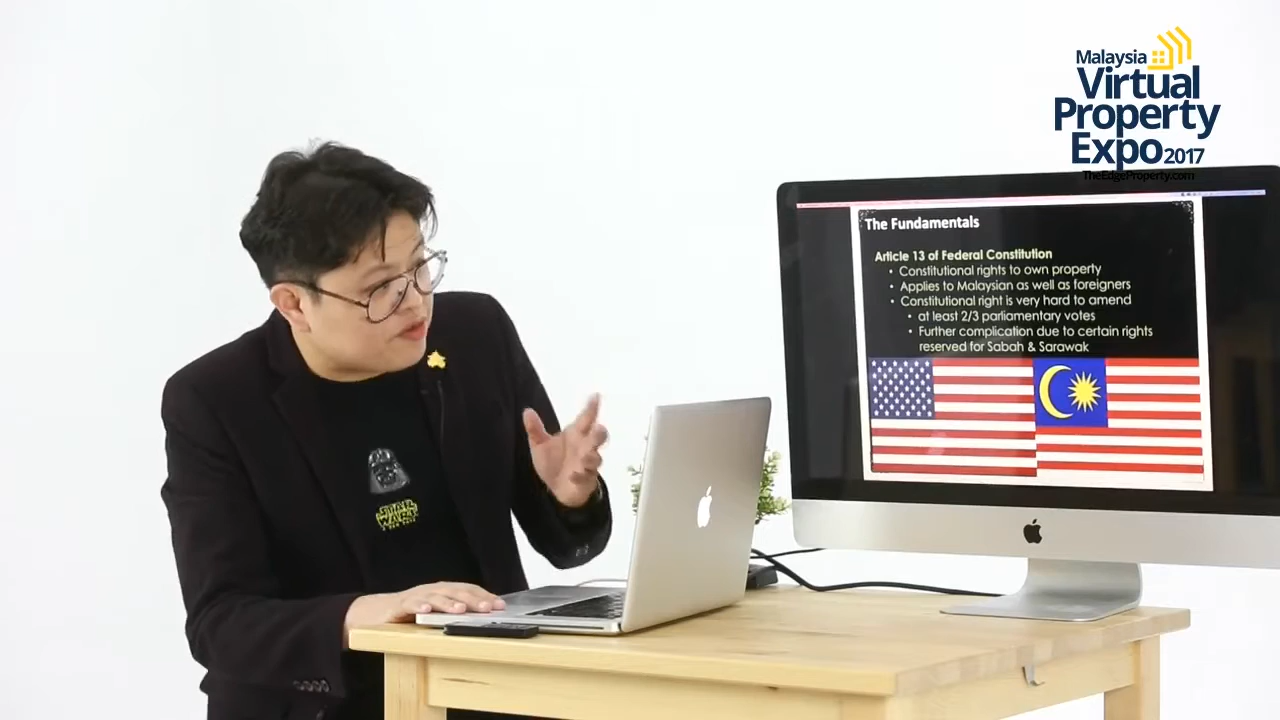 Malaysia
Virtual
Property
Expo 2017
TheEdgeProperty.com
The Fundamentals
Article 13 of Federal Constitution
• Constitutional rights to own property
• Applies to Malaysian as well as foreigners
• Constitutional right is very hard to amend
• at least 2/3 parliamentary votes
• Further complication due to certain rights
reserved for Sabah & Sarawak
STAR
WARS